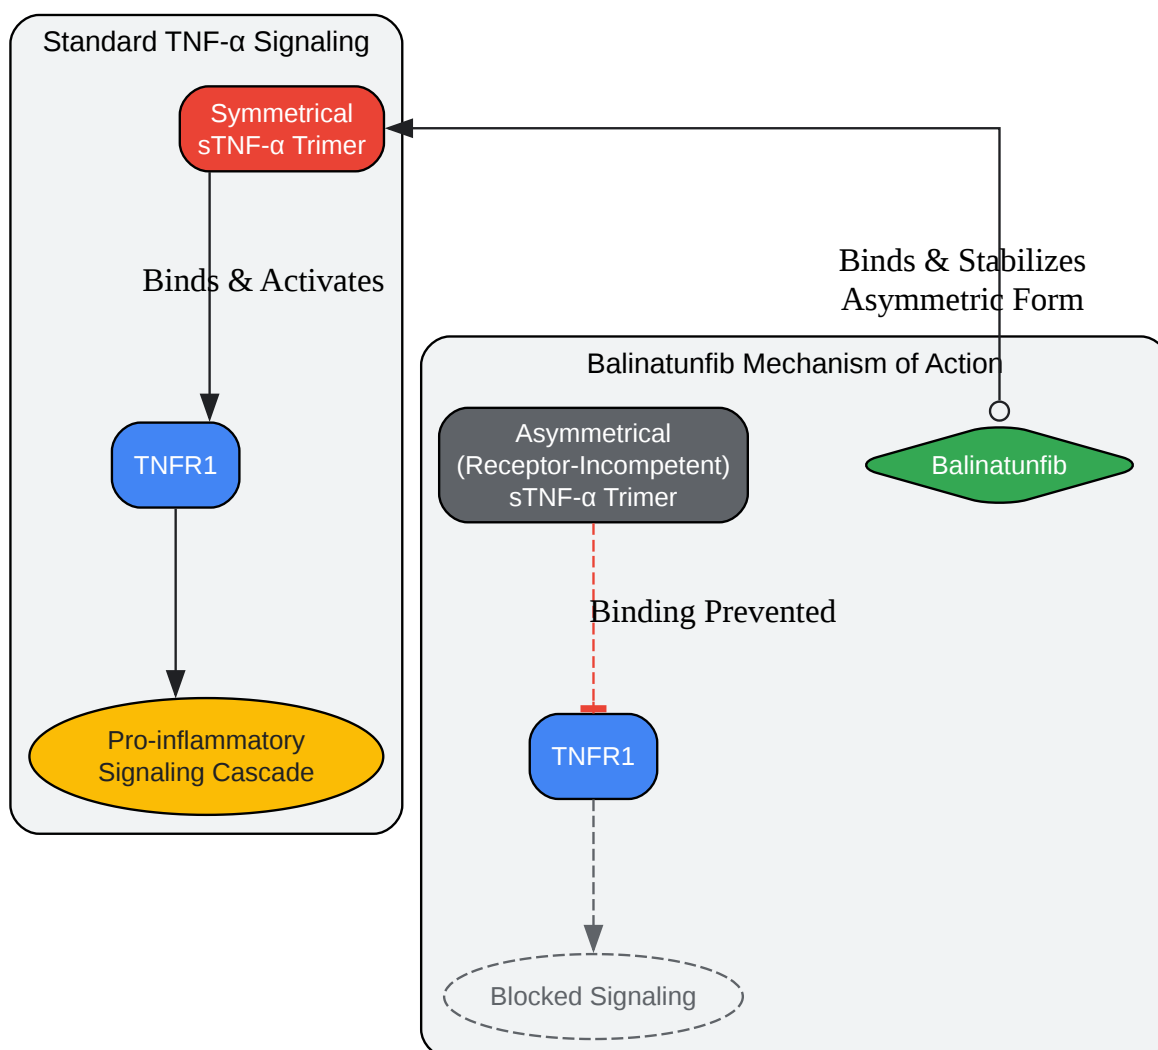 Standard TNF-α Signaling
Symmetrical
sTNF-α Trimer
Binds & Activates
TNFR1
Pro-inflammatory
Signaling Cascade
Binds & Stabilizes
Asymmetric Form
Balinatunfib Mechanism of Action
Asymmetrical
(Receptor-Incompetent)
sTNF-α Trimer
Balinatunfib
Binding Prevented
TNFR1
Blocked Signaling